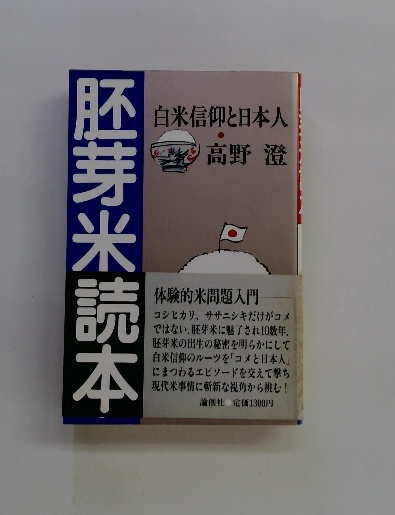 胚芽米読本
白米信仰と日本人
高野 澄
体験的米問題入門――
コシヒカリ、ササニシキだけがコメ
ではない。胚芽米に魅了され10数年、
胚芽米の出生の秘密を明らかにして
白米信仰のルーツを「コメと日本人」
にまつわるエピソードを交えて撃ち
現代米事情に斬新な視角から挑む!
論創社 定価1300円